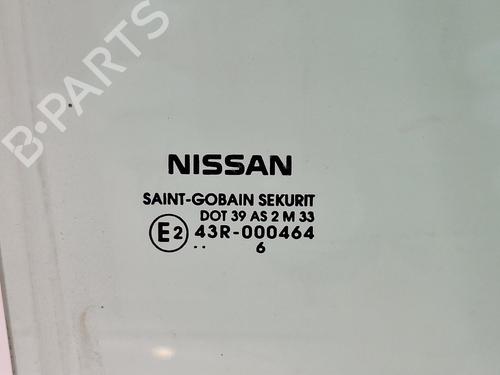 B-PARTS
NISSAN
SAINT-GOBAIN SEKURIT
DOT 39 AS 2 M 33
E2 43R-000464
.. 6